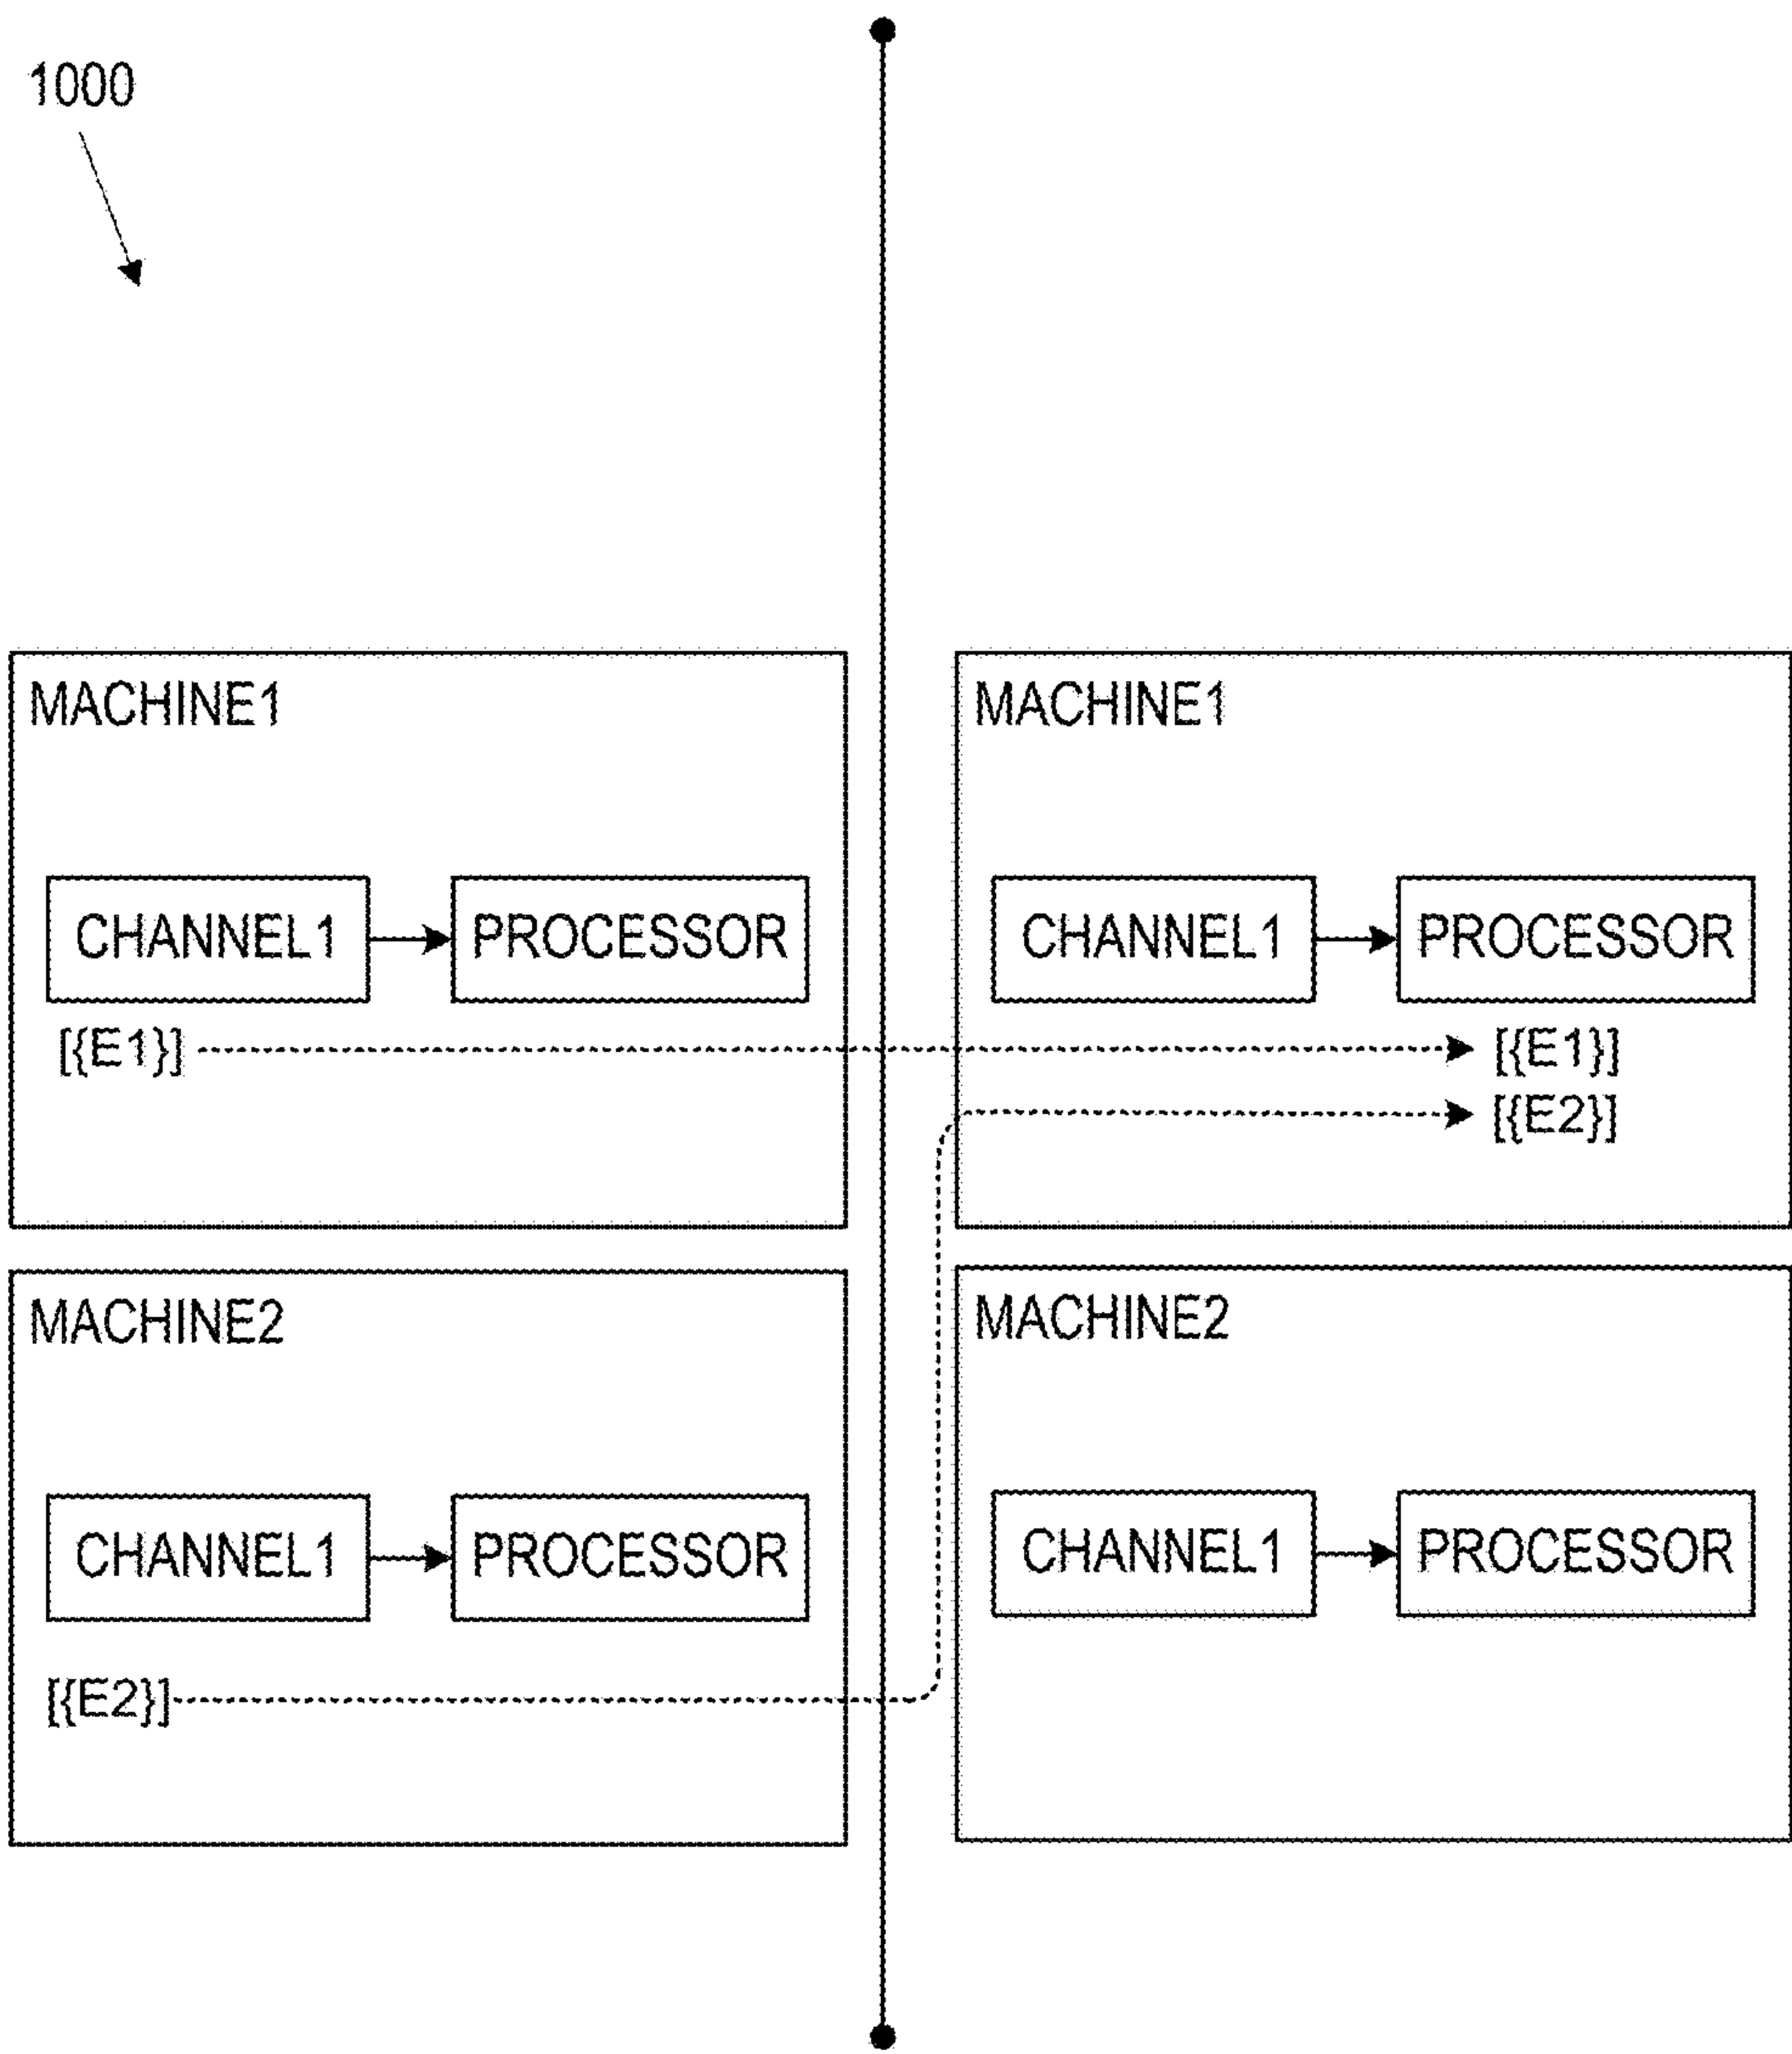 1000
MACHINE1
CHANNEL1
PROCESSOR
[{E1}]
MACHINE1
CHANNEL1
PROCESSOR
[{E1}]
[{E2}]
MACHINE2
CHANNEL1
PROCESSOR
[{E2}]
MACHINE2
CHANNEL1
PROCESSOR